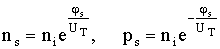 n_s = n_i e^{φ_s/U_T}, p_s = n_i e^{-φ_s/U_T}